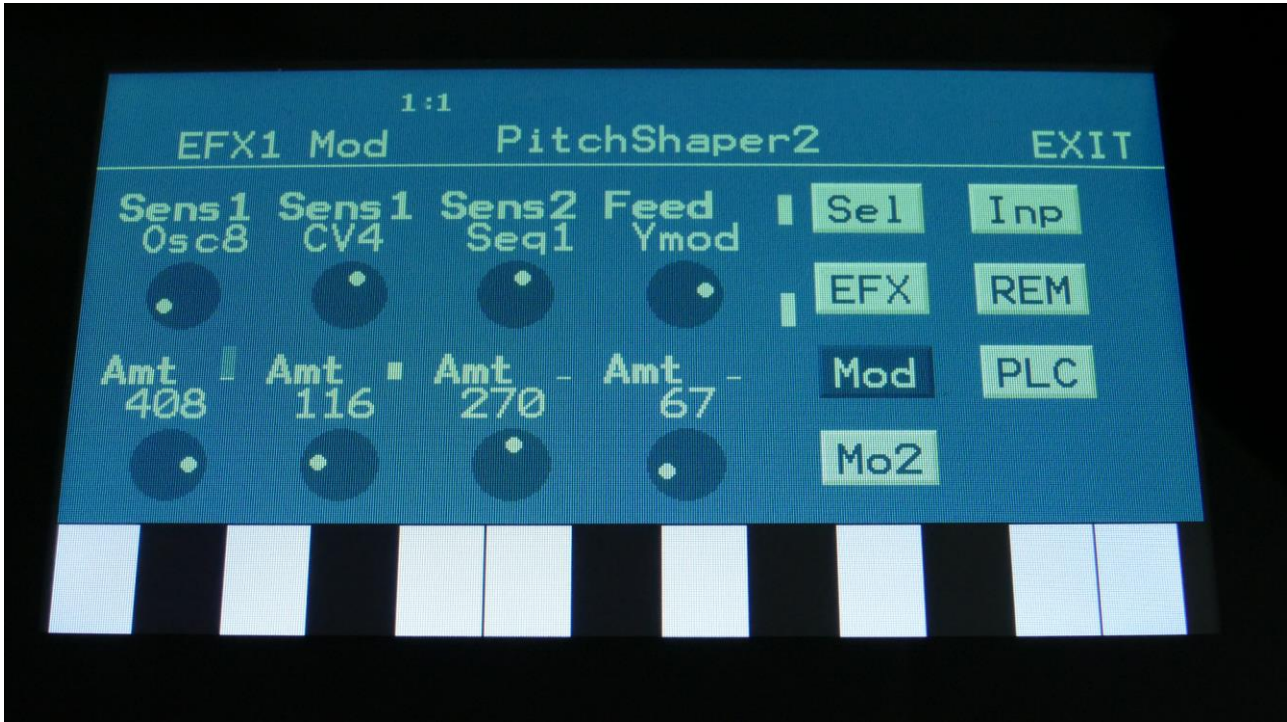 1:1
EFX1 Mod PitchShaper2 EXIT
Sens1 Sens1 Sens2 Feed Sel Inp
Osc8 CV4 Seq1 Ymod
EFX REM
Amt Amt Amt Amt Mod PLC
408 116 270 67
Mo2